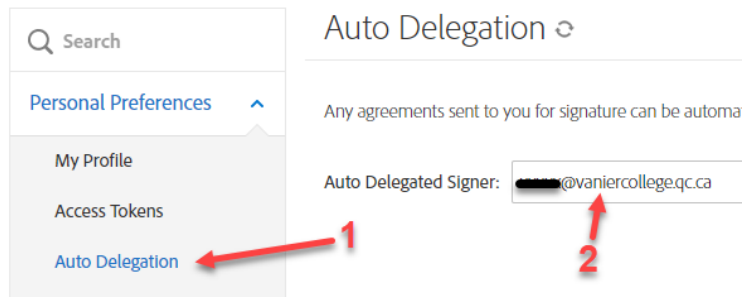 Search
Personal Preferences
My Profile
Access Tokens
Auto Delegation
Auto Delegation
Any agreements sent to you for signature can be
Auto Delegated Signer: @vaniercollege.qc.ca
1
2